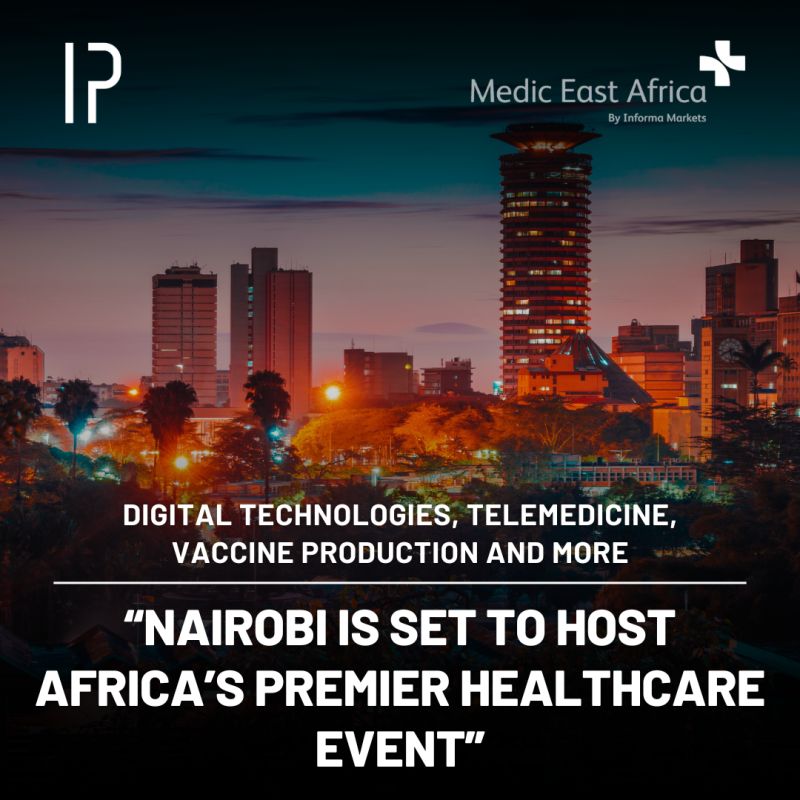 IP
Medic East Africa
By Informa Markets
DIGITAL TECHNOLOGIES, TELEMEDICINE,
VACCINE PRODUCTION AND MORE
“NAIROBI IS SET TO HOST
AFRICA’S PREMIER HEALTHCARE
EVENT”